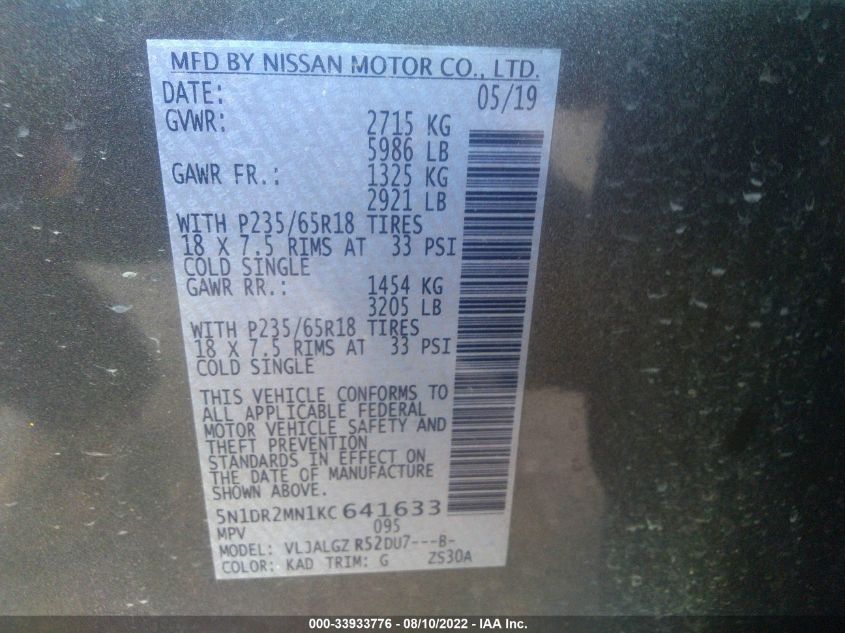 MFD BY NISSAN MOTOR CO., LTD.
DATE: 05/19
GVWR: 2715 KG
5986 LB
GAWR FR.: 1325 KG
2921 LB
WITH P235/65R18 TIRES
18 X 7.5 RIMS AT 33 PSI
COLD SINGLE
GAWR RR.: 1454 KG
3205 LB
WITH P235/65R18 TIRES
18 X 7.5 RIMS AT 33 PSI
COLD SINGLE
THIS VEHICLE CONFORMS TO
ALL APPLICABLE FEDERAL
MOTOR VEHICLE SAFETY AND
THEFT PREVENTION
STANDARDS IN EFFECT ON
THE DATE OF MANUFACTURE
SHOWN ABOVE.
5N1DR2MN1KC641633
MPV 095
MODEL: VLJALGZ R52DU7---B-
COLOR: KAD TRIM: G ZS30A
000-33933776 - 08/10/2022 - IAA Inc.